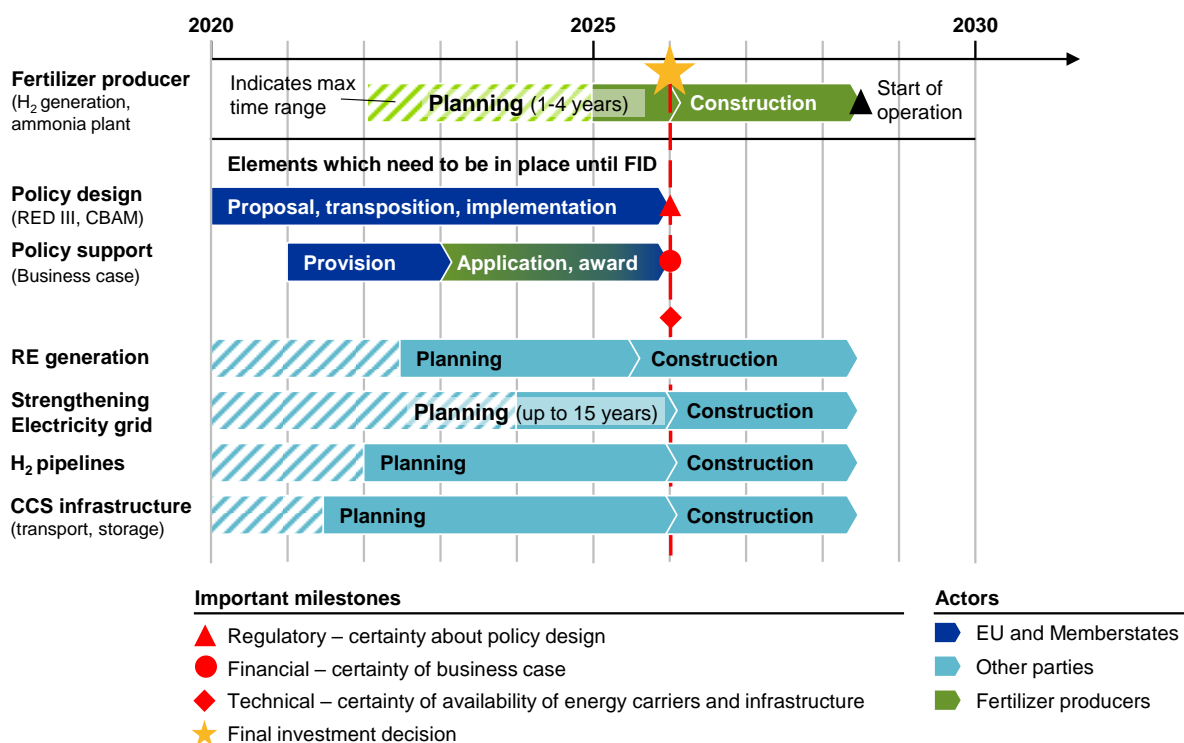 2020
2025
2030
Fertilizer producer
(H₂ generation,
ammonia plant
Indicates max
time range
Planning (1-4 years)
Construction
Start of
operation
Elements which need to be in place until FID
Policy design
(RED III, CBAM)
Proposal, transposition, implementation
Policy support
(Business case)
Provision
Application, award
RE generation
Planning
Construction
Strengthening
Electricity grid
Planning (up to 15 years)
Construction
H₂ pipelines
Planning
Construction
CCS infrastructure
(transport, storage)
Planning
Construction
Important milestones
Regulatory – certainty about policy design
Financial – certainty of business case
Technical – certainty of availability of energy carriers and infrastructure
Final investment decision
Actors
EU and Memberstates
Other parties
Fertilizer producers